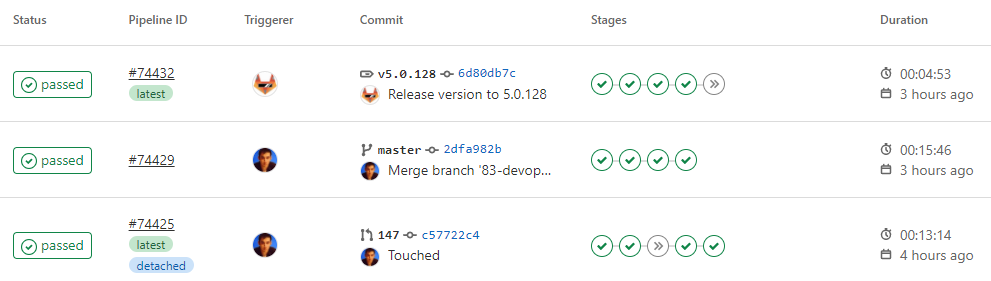 Status Pipeline ID Triggerer Commit Stages Duration
passed #74432 v5.0.128 6d80db7c 00:04:53
latest Release version to 5.0.128 3 hours ago
passed #74429 master 2dfa982b 00:15:46
Merge branch '83-devop... 3 hours ago
passed #74425 147 c57722c4 00:13:14
latest Touched 4 hours ago
detached